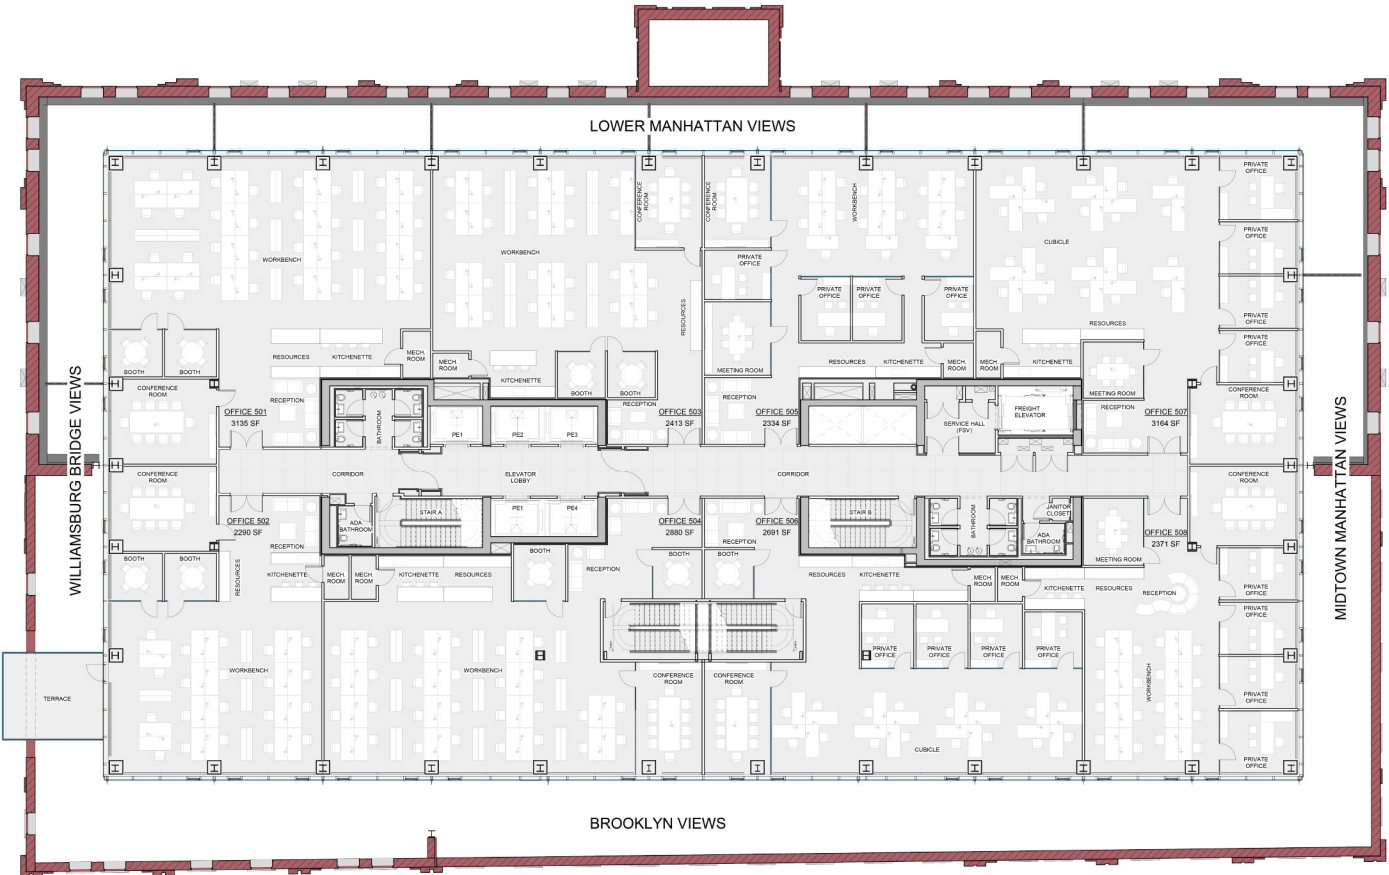 LOWER MANHATTAN VIEWS
PRIVATE
OFFICE
CONFERENCE
ROOM
CONFERENCE
ROOM
WORKBENCH
PRIVATE
OFFICE
CUBICLE
WORKBENCH
WORKBENCH
PRIVATE
OFFICE
PRIVATE
OFFICE
PRIVATE
OFFICE
PRIVATE
OFFICE
PRIVATE
OFFICE
RESOURCES
RESOURCES
PRIVATE
OFFICE
RESOURCES
KITCHENETTE
MECH.
ROOM
MECH.
ROOM
KITCHENETTE
RESOURCES
KITCHENETTE
MECH.
ROOM
MECH.
ROOM
KITCHENETTE
BOOTH
BOOTH
MEETING ROOM
BOOTH
BOOTH
MEETING ROOM
CONFERENCE
ROOM
CONFERENCE
ROOM
RECEPTION
RECEPTION
RECEPTION
RECEPTION
OFFICE 501
3135 SF
BATHROOM
PE1
PE2
PE3
OFFICE 503
2413 SF
OFFICE 505
2334 SF
SERVICE HALL
(FSV)
FREIGHT
ELEVATOR
OFFICE 507
3164 SF
WILLIAMSBURG BRIDGE VIEWS
MIDTOWN MANHATTAN VIEWS
CONFERENCE
ROOM
CORRIDOR
ELEVATOR
LOBBY
CORRIDOR
CONFERENCE
ROOM
OFFICE 502
2290 SF
ADA
BATHROOM
STAIR A
PE1
PE4
OFFICE 504
2880 SF
OFFICE 506
2691 SF
STAIR B
BATHROOM
JANITOR
CLOSET
ADA
BATHROOM
OFFICE 508
2371 SF
RECEPTION
RECEPTION
BOOTH
BOOTH
RESOURCES
BOOTH
BOOTH
BOOTH
MEETING ROOM
KITCHENETTE
MECH.
ROOM
MECH.
ROOM
KITCHENETTE
RESOURCES
RECEPTION
RESOURCES
KITCHENETTE
MECH.
ROOM
MECH.
ROOM
KITCHENETTE
RESOURCES
RECEPTION
PRIVATE
OFFICE
PRIVATE
OFFICE
PRIVATE
OFFICE
PRIVATE
OFFICE
PRIVATE
OFFICE
PRIVATE
OFFICE
WORKBENCH
WORKBENCH
CONFERENCE
ROOM
CONFERENCE
ROOM
WORKBENCH
PRIVATE
OFFICE
TERRACE
CUBICLE
PRIVATE
OFFICE
BROOKLYN VIEWS